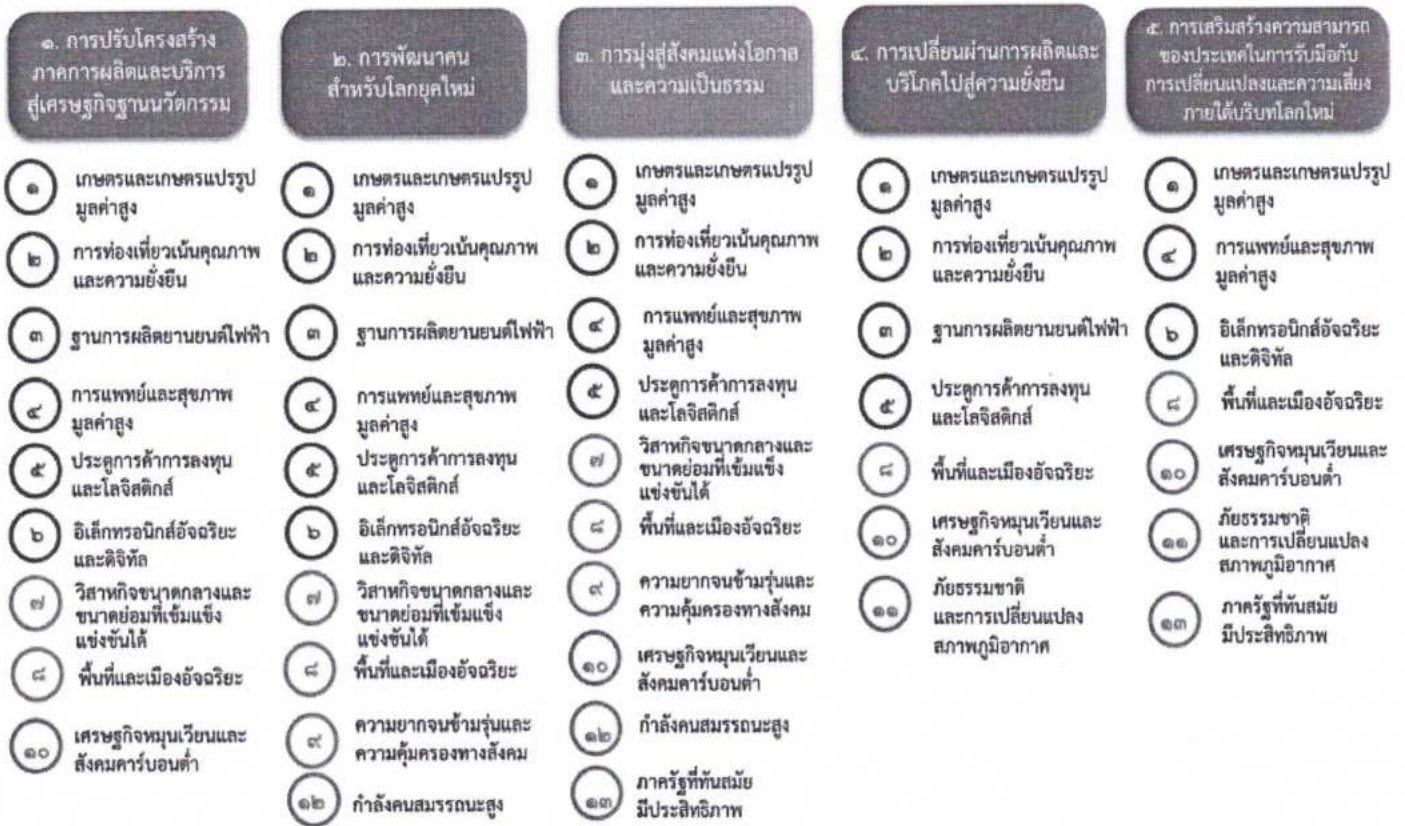 ๑. การปรับโครงสร้าง
ภาคการผลิตและบริการ
สู่เศรษฐกิจฐานนวัตกรรม
๑
เกษตรและเกษตรแปรรูป
มูลค่าสูง
๒
การท่องเที่ยวเน้นคุณภาพ
และความยั่งยืน
๓
ฐานการผลิตยานยนต์ไฟฟ้า
๔
การแพทย์และสุขภาพ
มูลค่าสูง
๕
ประตูการค้าการลงทุน
และโลจิสติกส์
๖
อิเล็กทรอนิกส์อัจฉริยะ
และดิจิทัล
๗
วิสาหกิจขนาดกลางและ
ขนาดย่อมที่เข้มแข็ง
แข่งขันได้
๘
พื้นที่และเมืองอัจฉริยะ
๑๐
เศรษฐกิจหมุนเวียนและ
สังคมคาร์บอนต่ำ
๒. การพัฒนาคน
สำหรับโลกยุคใหม่
๑
เกษตรและเกษตรแปรรูป
มูลค่าสูง
๒
การท่องเที่ยวเน้นคุณภาพ
และความยั่งยืน
๓
ฐานการผลิตยานยนต์ไฟฟ้า
๔
การแพทย์และสุขภาพ
มูลค่าสูง
๕
ประตูการค้าการลงทุน
และโลจิสติกส์
๖
อิเล็กทรอนิกส์อัจฉริยะ
และดิจิทัล
๗
วิสาหกิจขนาดกลางและ
ขนาดย่อมที่เข้มแข็ง
แข่งขันได้
๘
พื้นที่และเมืองอัจฉริยะ
๙
ความยากจนข้ามรุ่นและ
ความคุ้มครองทางสังคม
๑๒
กำลังคนสมรรถนะสูง
๓. การมุ่งสู่สังคมแห่งโอกาส
และความเป็นธรรม
๑
เกษตรและเกษตรแปรรูป
มูลค่าสูง
๒
การท่องเที่ยวเน้นคุณภาพ
และความยั่งยืน
๔
การแพทย์และสุขภาพ
มูลค่าสูง
๕
ประตูการค้าการลงทุน
และโลจิสติกส์
๗
วิสาหกิจขนาดกลางและ
ขนาดย่อมที่เข้มแข็ง
แข่งขันได้
๘
พื้นที่และเมืองอัจฉริยะ
๙
ความยากจนข้ามรุ่นและ
ความคุ้มครองทางสังคม
๑๐
เศรษฐกิจหมุนเวียนและ
สังคมคาร์บอนต่ำ
๑๒
กำลังคนสมรรถนะสูง
๑๓
ภาครัฐที่ทันสมัย
มีประสิทธิภาพ
๔. การเปลี่ยนผ่านการผลิตและ
บริโภคไปสู่ความยั่งยืน
๑
เกษตรและเกษตรแปรรูป
มูลค่าสูง
๒
การท่องเที่ยวเน้นคุณภาพ
และความยั่งยืน
๓
ฐานการผลิตยานยนต์ไฟฟ้า
๕
ประตูการค้าการลงทุน
และโลจิสติกส์
๘
พื้นที่และเมืองอัจฉริยะ
๑๐
เศรษฐกิจหมุนเวียนและ
สังคมคาร์บอนต่ำ
๑๑
ภัยธรรมชาติ
และการเปลี่ยนแปลง
สภาพภูมิอากาศ
๕. การเสริมสร้างความสามารถ
ของประเทศในการรับมือกับ
การเปลี่ยนแปลงและความเสี่ยง
ภายใต้บริบทโลกใหม่
๑
เกษตรและเกษตรแปรรูป
มูลค่าสูง
๔
การแพทย์และสุขภาพ
มูลค่าสูง
๖
อิเล็กทรอนิกส์อัจฉริยะ
และดิจิทัล
๘
พื้นที่และเมืองอัจฉริยะ
๑๐
เศรษฐกิจหมุนเวียนและ
สังคมคาร์บอนต่ำ
๑๑
ภัยธรรมชาติ
และการเปลี่ยนแปลง
สภาพภูมิอากาศ
๑๓
ภาครัฐที่ทันสมัย
มีประสิทธิภาพ